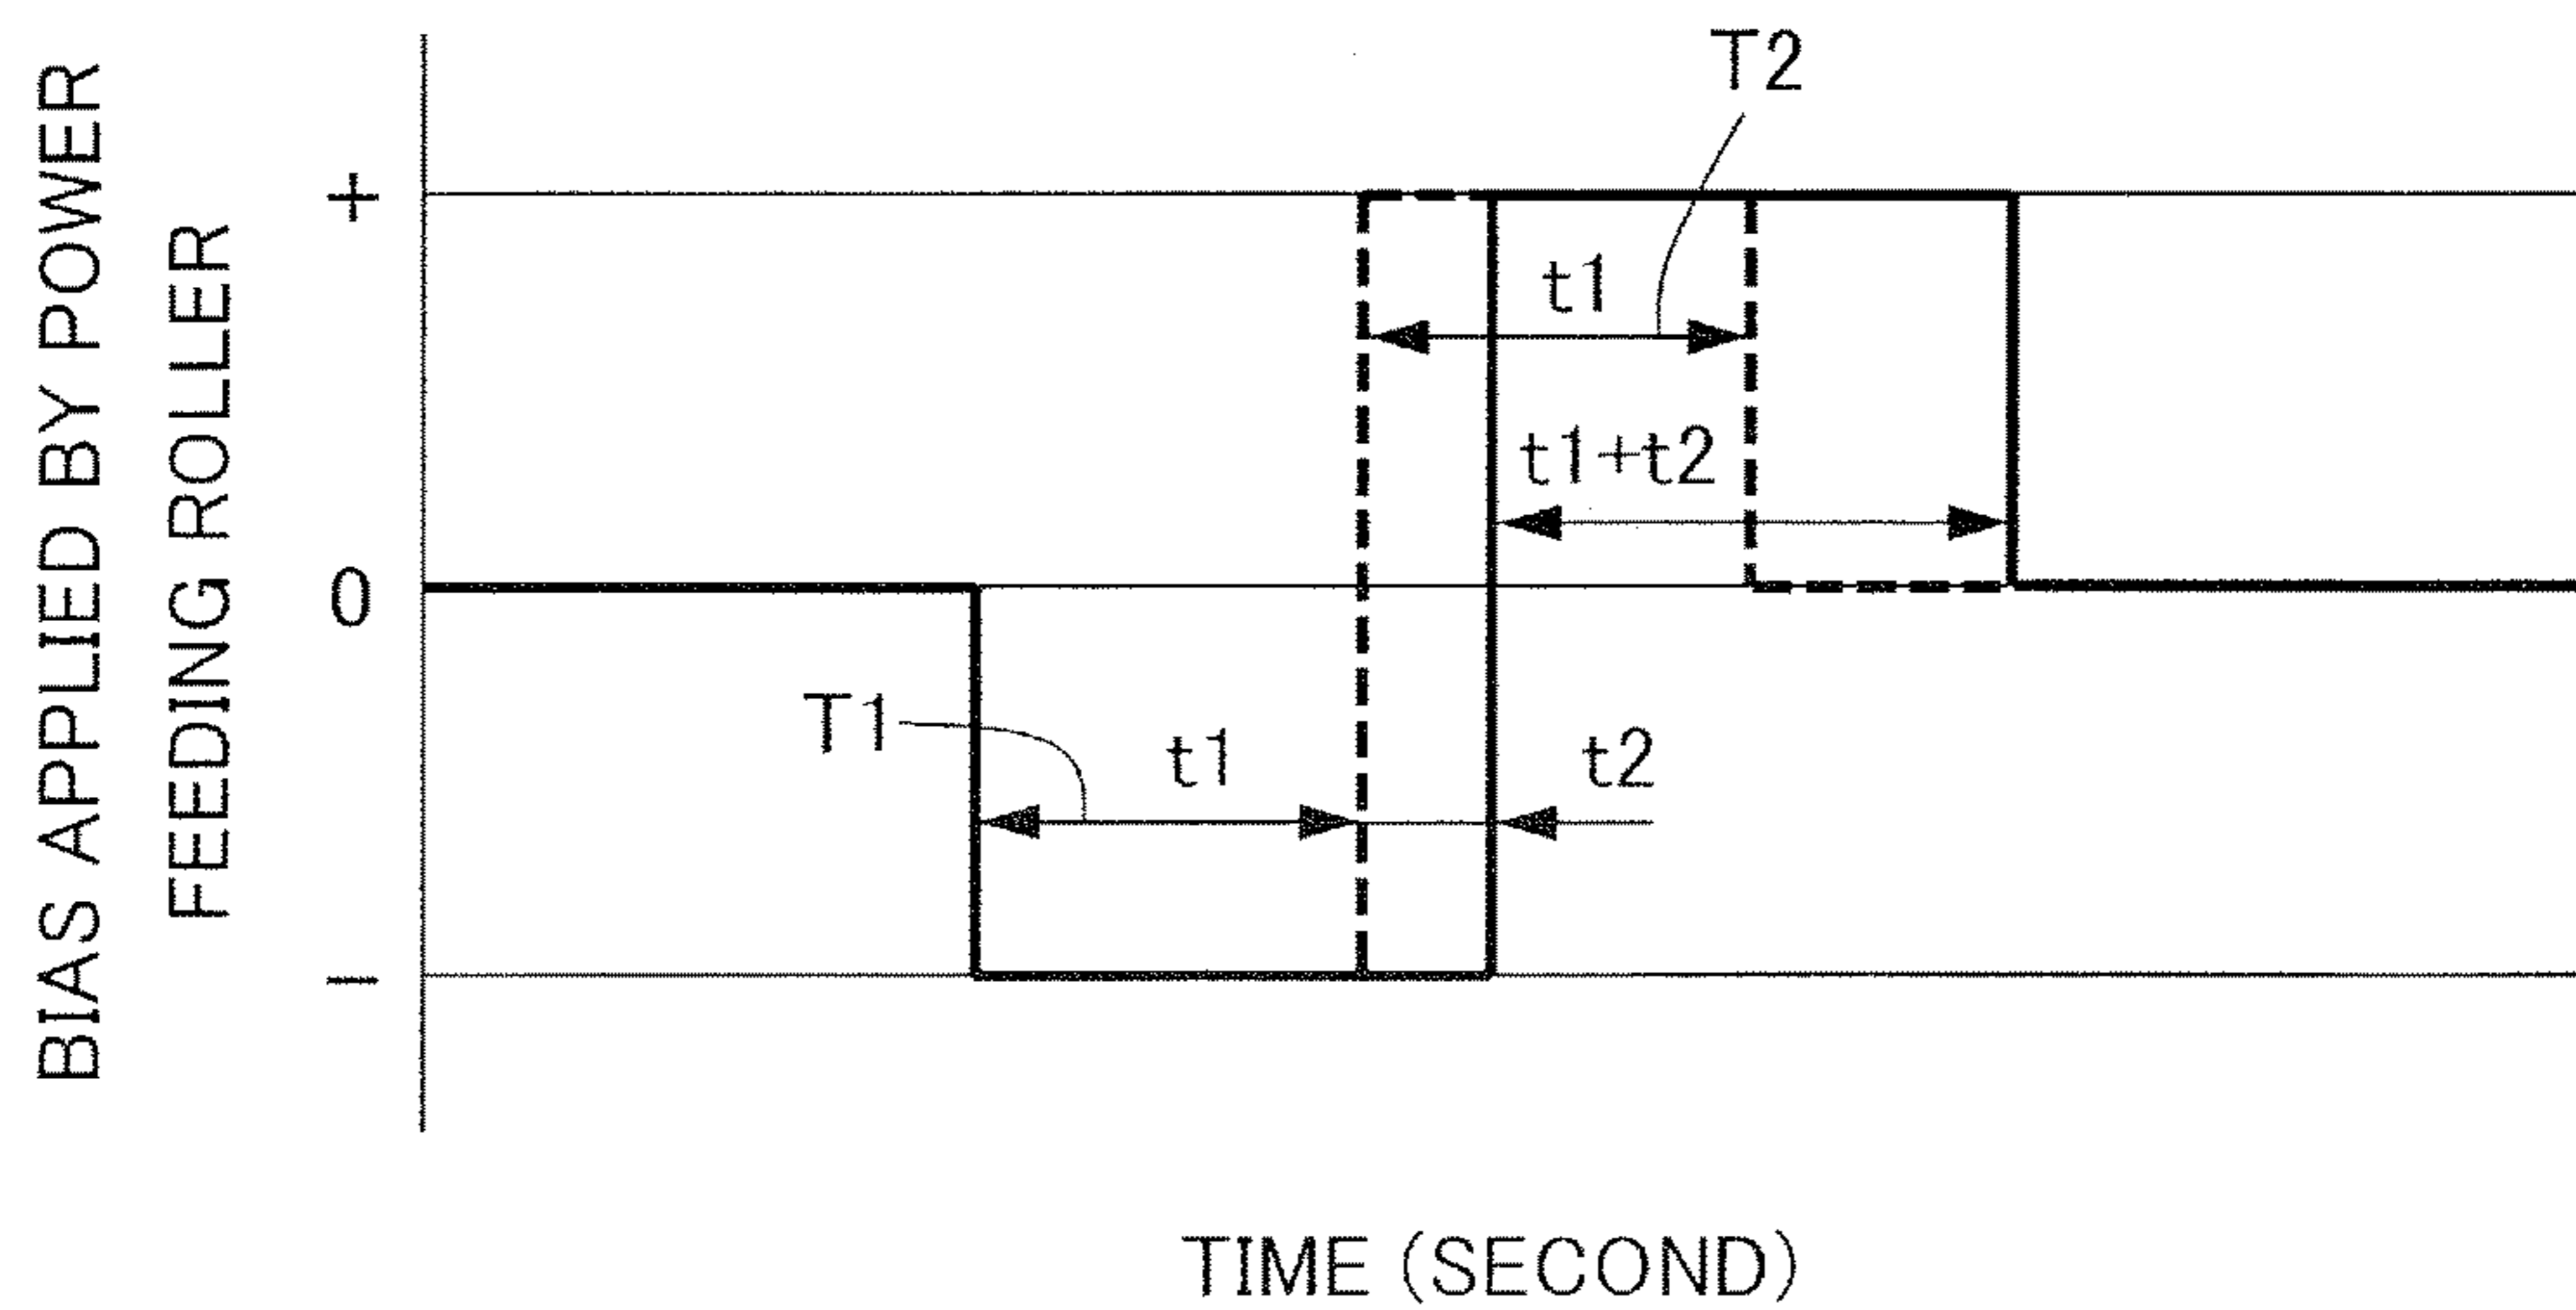 BIAS APPLIED BY POWER
FEEDING ROLLER
T2
+
t1
t1+t2
0
T1
t1
t2
−
TIME (SECOND)